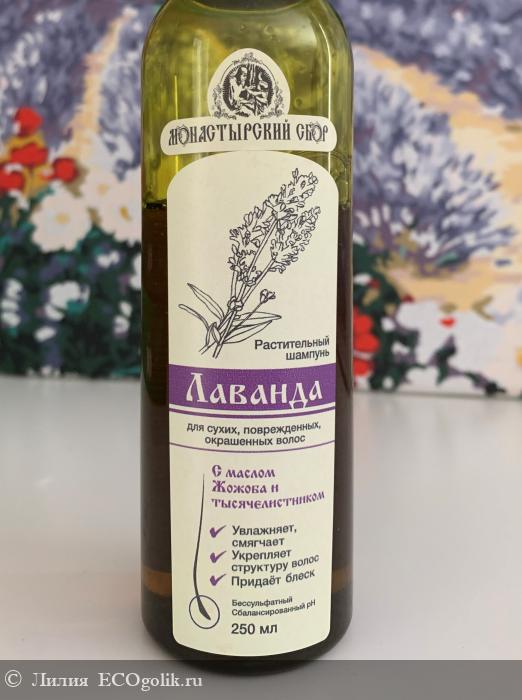 МОНАСТЫРСКИЙ СБОР
Растительный
шампунь
ЛАВАНДА
для сухих, поврежденных,
окрашенных волос
С маслом
Жожоба и
тысячелистником
Увлажняет,
смягчает
Укрепляет
структуру волос
Придаёт блеск
Бессульфатный
Сбалансированный pH
250 мл
© Лилия ECOgolik.ru